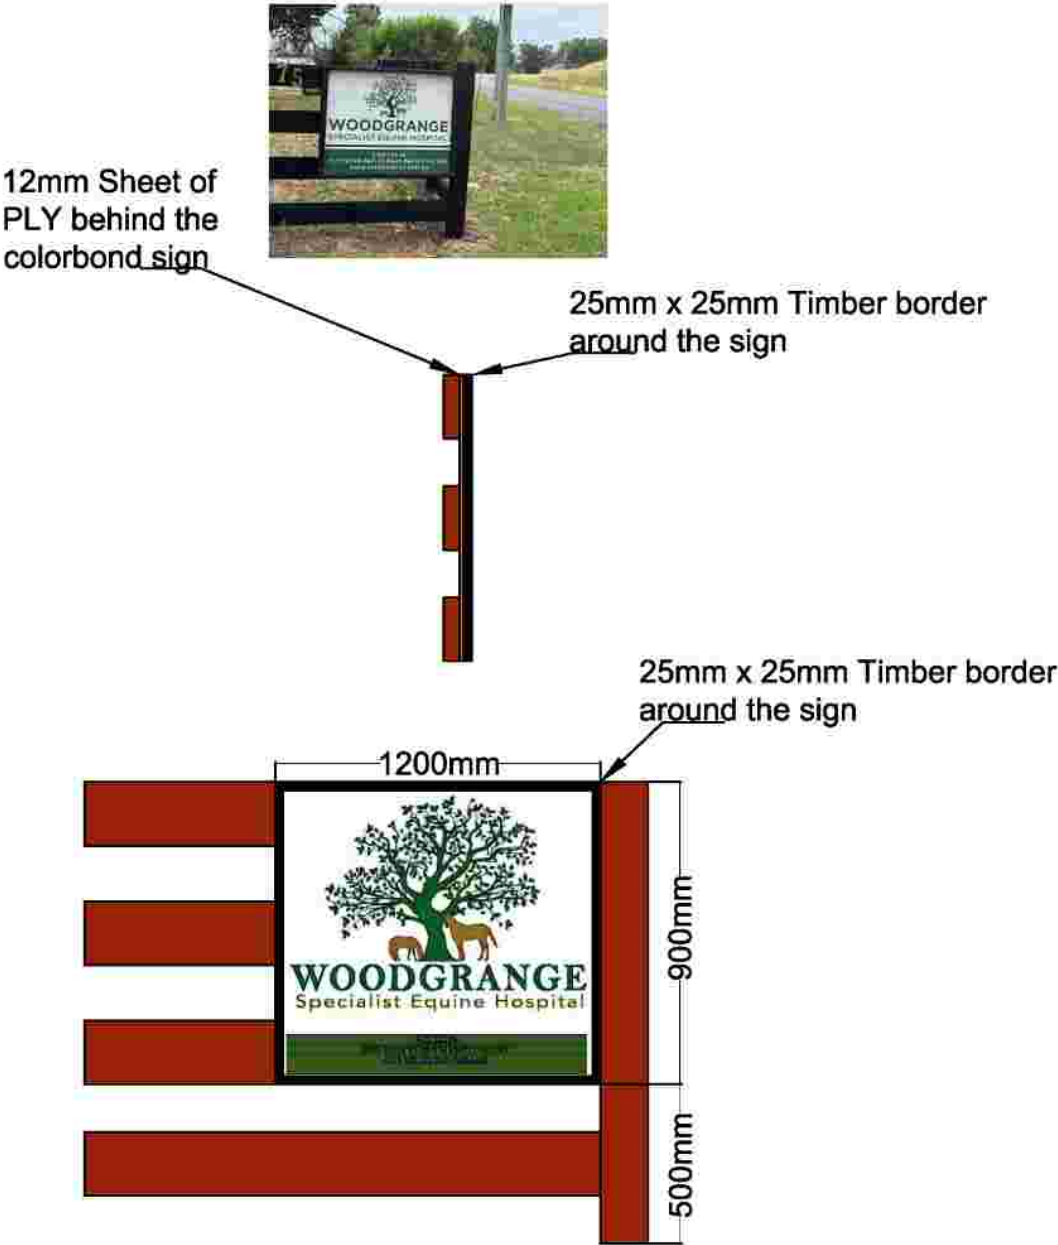 75
WOODGRANGE
SPECIALIST EQUINE HOSPITAL
12mm Sheet of
PLY behind the
colorbond sign
25mm x 25mm Timber border
around the sign
25mm x 25mm Timber border
around the sign
1200mm
WOODGRANGE
Specialist Equine Hospital
900mm
500mm